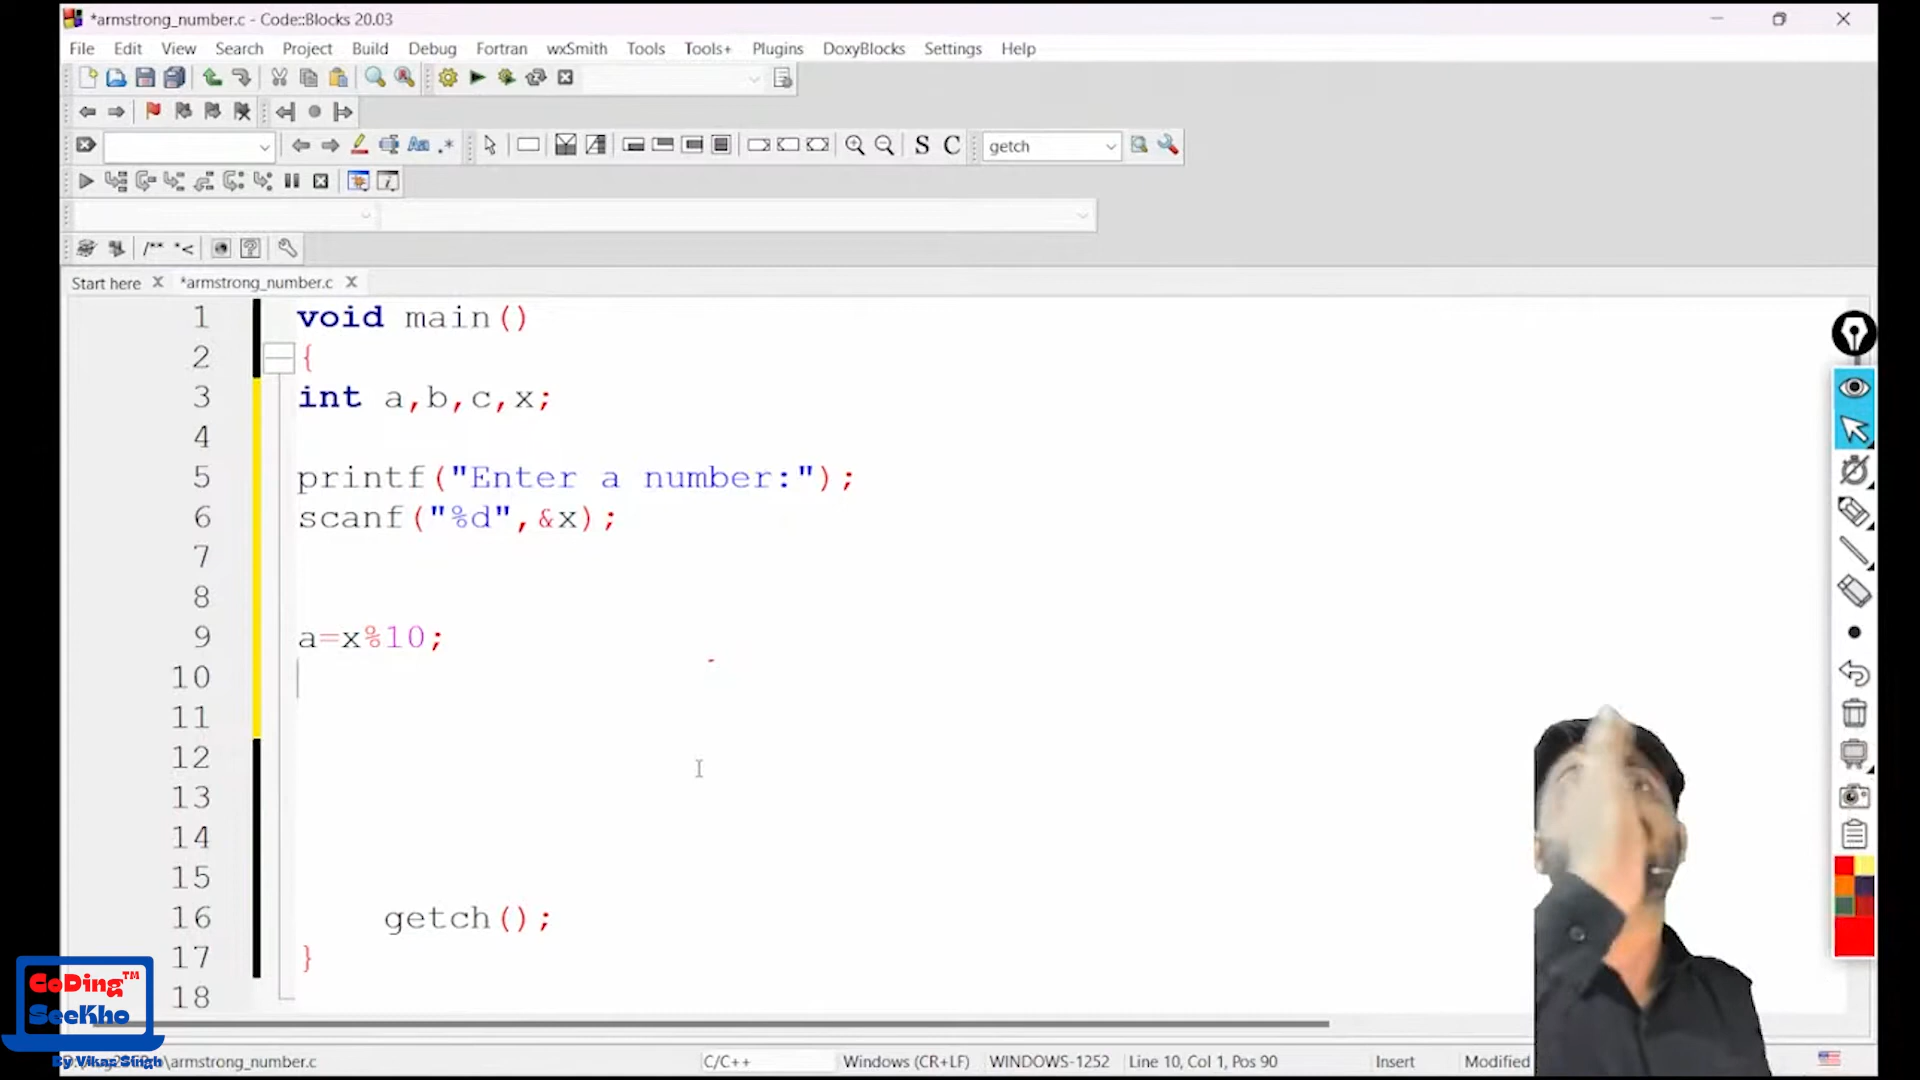 *armstrong_number.c - Code::Blocks 20.03
File Edit View Search Project Build Debug Fortran wxSmith Tools Tools+ Plugins DoxyBlocks Settings Help
S C getch
/** *<
Start here X *armstrong_number.c X
1 void main()
2 {
3 int a,b,c,x;
4
5 printf("Enter a number:");
6 scanf("%d",&x);
7
8
9 a=x%10;
10
11
12
13
14
15
16 getch();
17 }
18
CoDing™
SeeKho
By Vikas Singh
\armstrong_number.c C/C++ Windows (CR+LF) WINDOWS-1252 Line 10, Col 1, Pos 90 Insert Modified